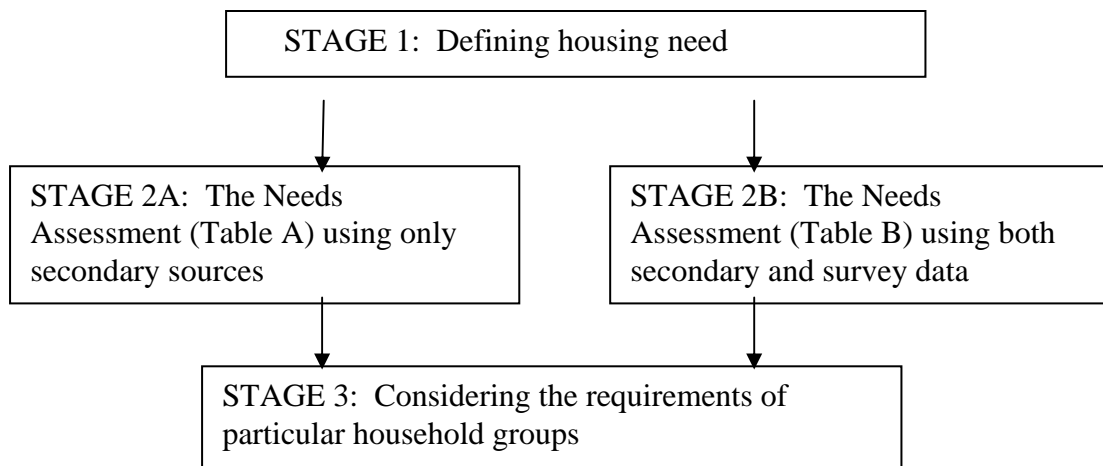 STAGE 1: Defining housing need
STAGE 2A: The Needs
Assessment (Table A) using only
secondary sources
STAGE 2B: The Needs
Assessment (Table B) using both
secondary and survey data
STAGE 3: Considering the requirements of
particular household groups